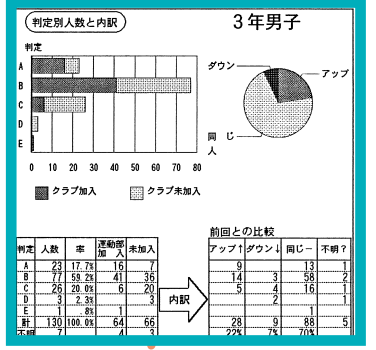 判定別人数と内訳
3年男子
判定
A
B
C
D
E
0 10 20 30 40 50 60 70 80
クラブ加入 クラブ未加入
ダウン
アップ
同じ
人
前回との比較
判定 人数 率 運動部加入 未加入
A 23 17.7% 16 7
B 77 59.2% 41 36
C 26 20.0% 6 20
D 3 2.3% 3
E 1 .8% 1
計 130 100.0% 64 66
不明 7 4 3
内訳
アップ↑ ダウン↓ 同じー 不明?
9 13 1
14 3 58 2
5 4 16 1
2 1
1
28 9 88 5
22% 7% 70%